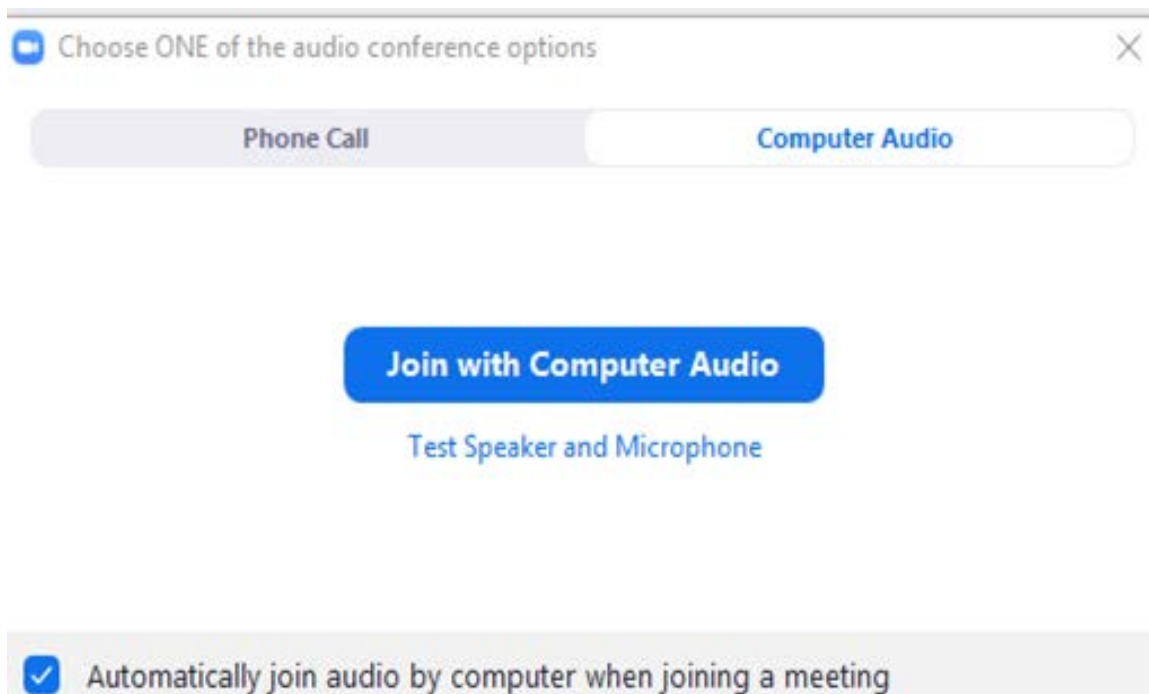 Choose ONE of the audio conference options
Phone Call
Computer Audio
Join with Computer Audio
Test Speaker and Microphone
Automatically join audio by computer when joining a meeting